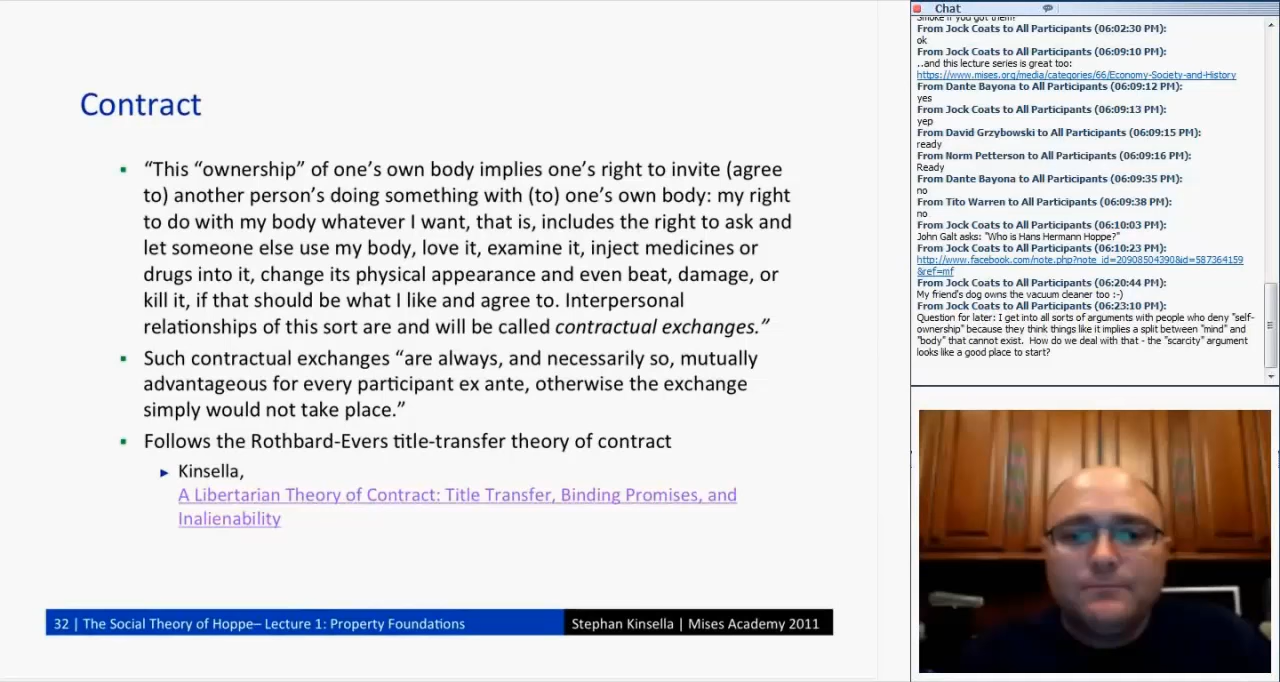 Contract
▪ “This “ownership” of one’s own body implies one’s right to invite (agree
to) another person’s doing something with (to) one’s own body: my right
to do with my body whatever I want, that is, includes the right to ask and
let someone else use my body, love it, examine it, inject medicines or
drugs into it, change its physical appearance and even beat, damage, or
kill it, if that should be what I like and agree to. Interpersonal
relationships of this sort are and will be called contractual exchanges.”
▪ Such contractual exchanges “are always, and necessarily so, mutually
advantageous for every participant ex ante, otherwise the exchange
simply would not take place.”
▪ Follows the Rothbard-Evers title-transfer theory of contract
► Kinsella,
A Libertarian Theory of Contract: Title Transfer, Binding Promises, and
Inalienability
32 | The Social Theory of Hoppe– Lecture 1: Property Foundations
Stephan Kinsella | Mises Academy 2011
Chat
Smoke if you got them!
From Jock Coats to All Participants (06:02:30 PM):
ok
From Jock Coats to All Participants (06:09:10 PM):
..and this lecture series is great too:
https://www.mises.org/media/categories/66/Economy-Society-and-History
From Dante Bayona to All Participants (06:09:12 PM):
yes
From Jock Coats to All Participants (06:09:13 PM):
yep
From David Grzybowski to All Participants (06:09:15 PM):
ready
From Norm Petterson to All Participants (06:09:16 PM):
Ready
From Dante Bayona to All Participants (06:09:35 PM):
no
From Tito Warren to All Participants (06:09:38 PM):
no
From Jock Coats to All Participants (06:10:03 PM):
John Galt asks: "Who is Hans Hermann Hoppe?"
From Jock Coats to All Participants (06:10:23 PM):
http://www.facebook.com/note.php?note_id=20908504390&id=587364159
&ref=mf
From Jock Coats to All Participants (06:20:44 PM):
My friend's dog owns the vacuum cleaner too :-)
From Jock Coats to All Participants (06:23:10 PM):
Question for later: I get into all sorts of arguments with people who deny "self-
ownership" because they think things like it implies a split between "mind" and
"body" that cannot exist. How do we deal with that - the "scarcity" argument
looks like a good place to start?